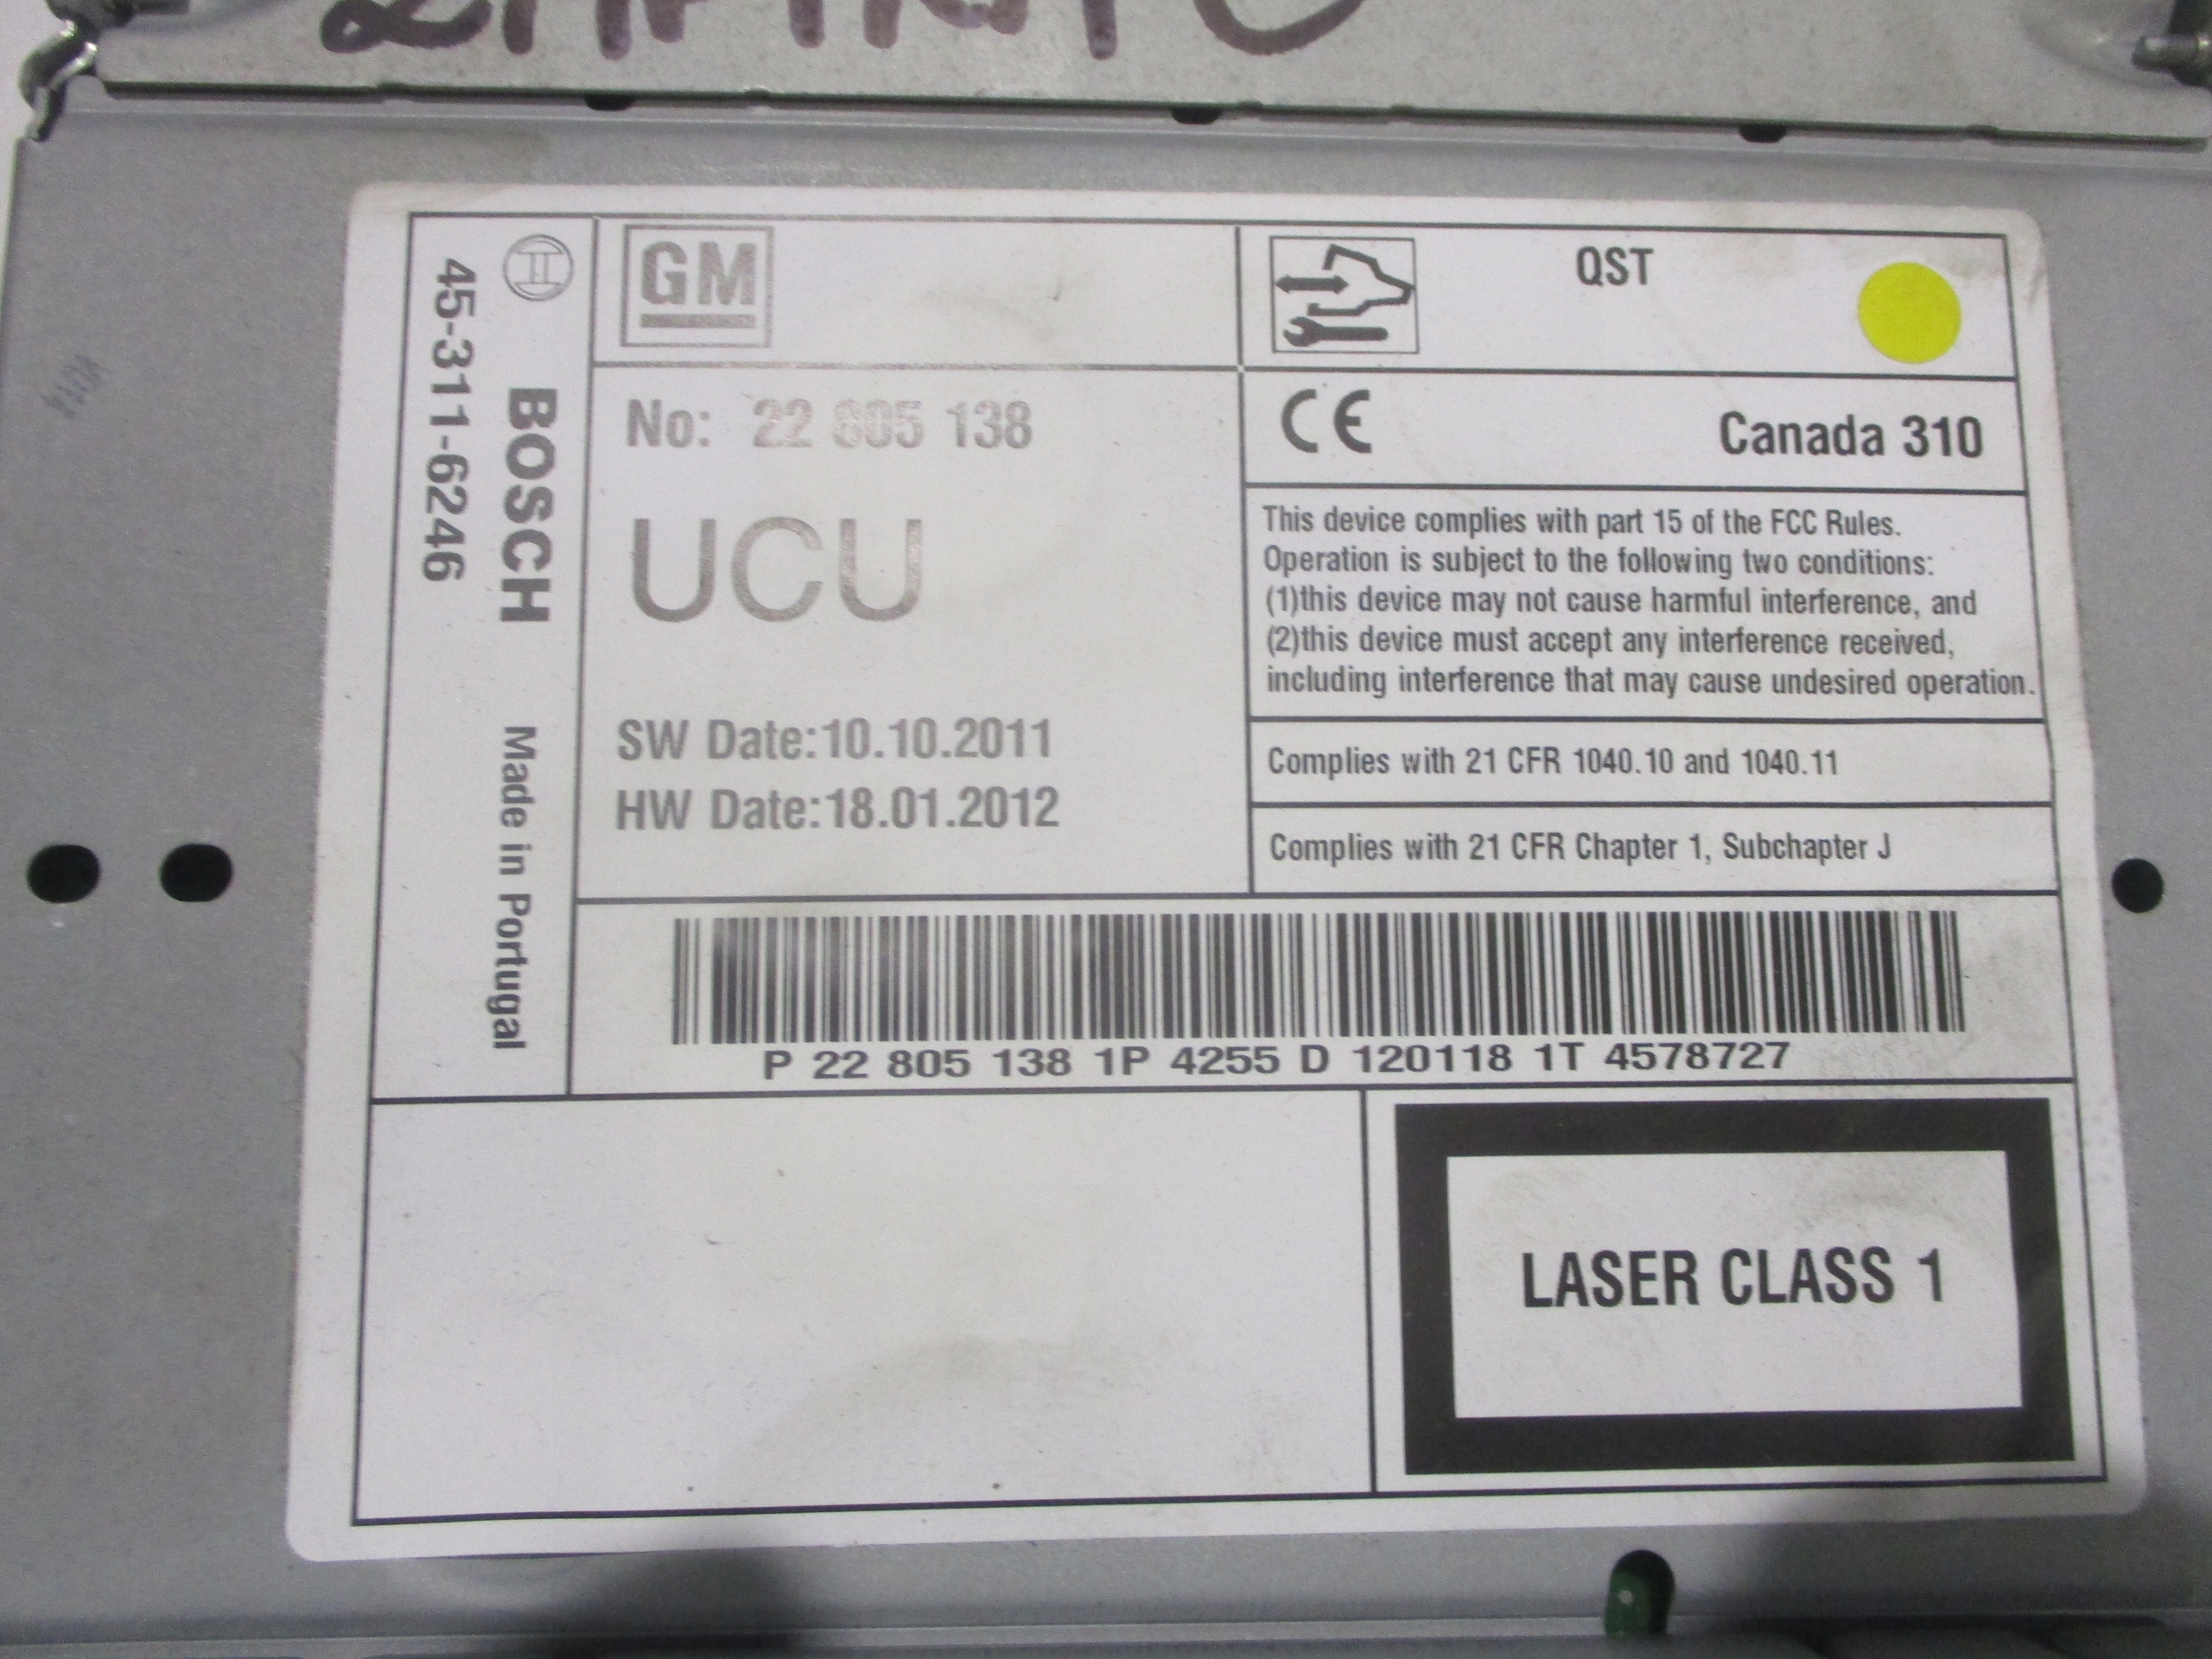 45-311-6246
BOSCH Made in Portugal
GM
No: 22 805 138
UCU
SW Date:10.10.2011
HW Date:18.01.2012
QST
CE
Canada 310
This device complies with part 15 of the FCC Rules.
Operation is subject to the following two conditions:
(1)this device may not cause harmful interference, and
(2)this device must accept any interference received,
including interference that may cause undesired operation.
Complies with 21 CFR 1040.10 and 1040.11
Complies with 21 CFR Chapter 1, Subchapter J
P 22 805 138 1P 4255 D 120118 1T 4578727
LASER CLASS 1